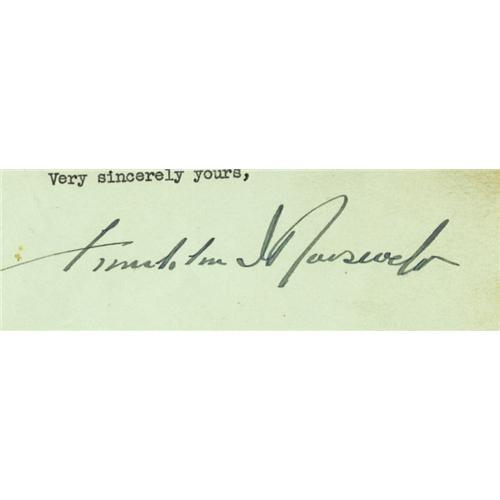 Very sincerely yours,
Franklin D Roosevelt